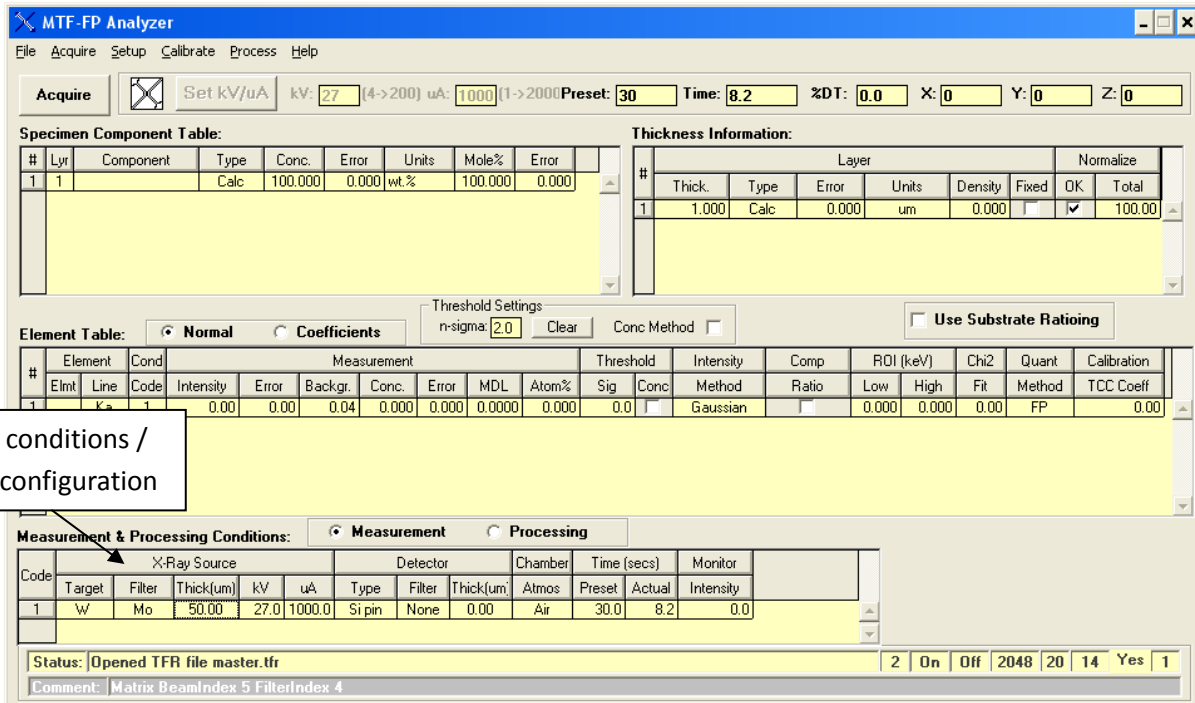 MTF-FP Analyzer
File Acquire Setup Calibrate Process Help
Acquire Set kV/uA kV: 27 (4->200) uA: 1000 (1->2000 Preset: 30 Time: 8.2 %DT: 0.0 X: 0 Y: 0 Z: 0
Specimen Component Table: Thickness Information:
# Lyr Component Type Conc. Error Units Mole% Error
1 1 Calc 100.000 0.000 wt.% 100.000 0.000
# Layer Normalize
Thick. Type Error Units Density Fixed OK Total
1 1.000 Calc 0.000 um 0.000 100.00
Threshold Settings
Element Table: Normal Coefficients n-sigma: 2.0 Clear Conc Method Use Substrate Ratioing
# Element Cond Measurement Threshold Intensity Comp ROI (keV) Chi2 Quant Calibration
Elmt Line Code Intensity Error Backgr. Conc. Error MDL Atom% Sig Conc Method Ratio Low High Fit Method TCC Coeff
1 Ka 1 0.00 0.00 0.04 0.000 0.000 0.0000 0.000 0.0 Gaussian 0.000 0.000 0.00 FP 0.00
conditions /
configuration
Measurement & Processing Conditions: Measurement Processing
Code X-Ray Source Detector Chamber Time (secs) Monitor
Target Filter Thick(um) kV uA Type Filter Thick(um) Atmos Preset Actual Intensity
1 W Mo 50.00 27.0 1000.0 Si pin None 0.00 Air 30.0 8.2 0.0
Status: Opened TFR file master.tfr 2 On Off 2048 20 14 Yes 1
Comment: Matrix BeamIndex 5 FilterIndex 4